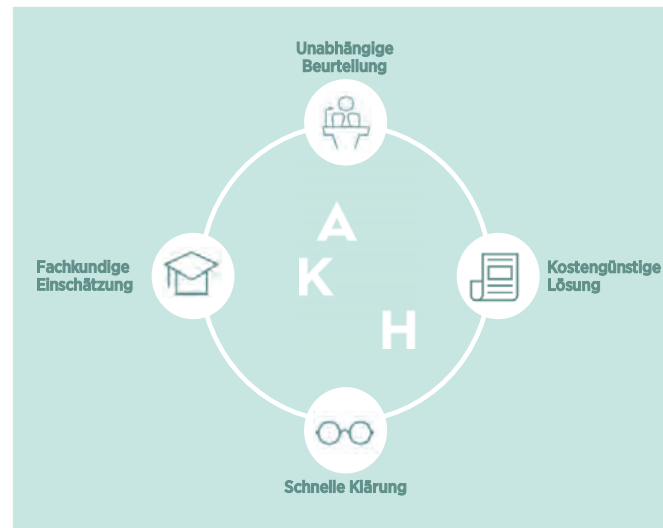 Unabhängige
Beurteilung
A
K
H
Fachkundige
Einschätzung
Kostengünstige
Lösung
Schnelle Klärung